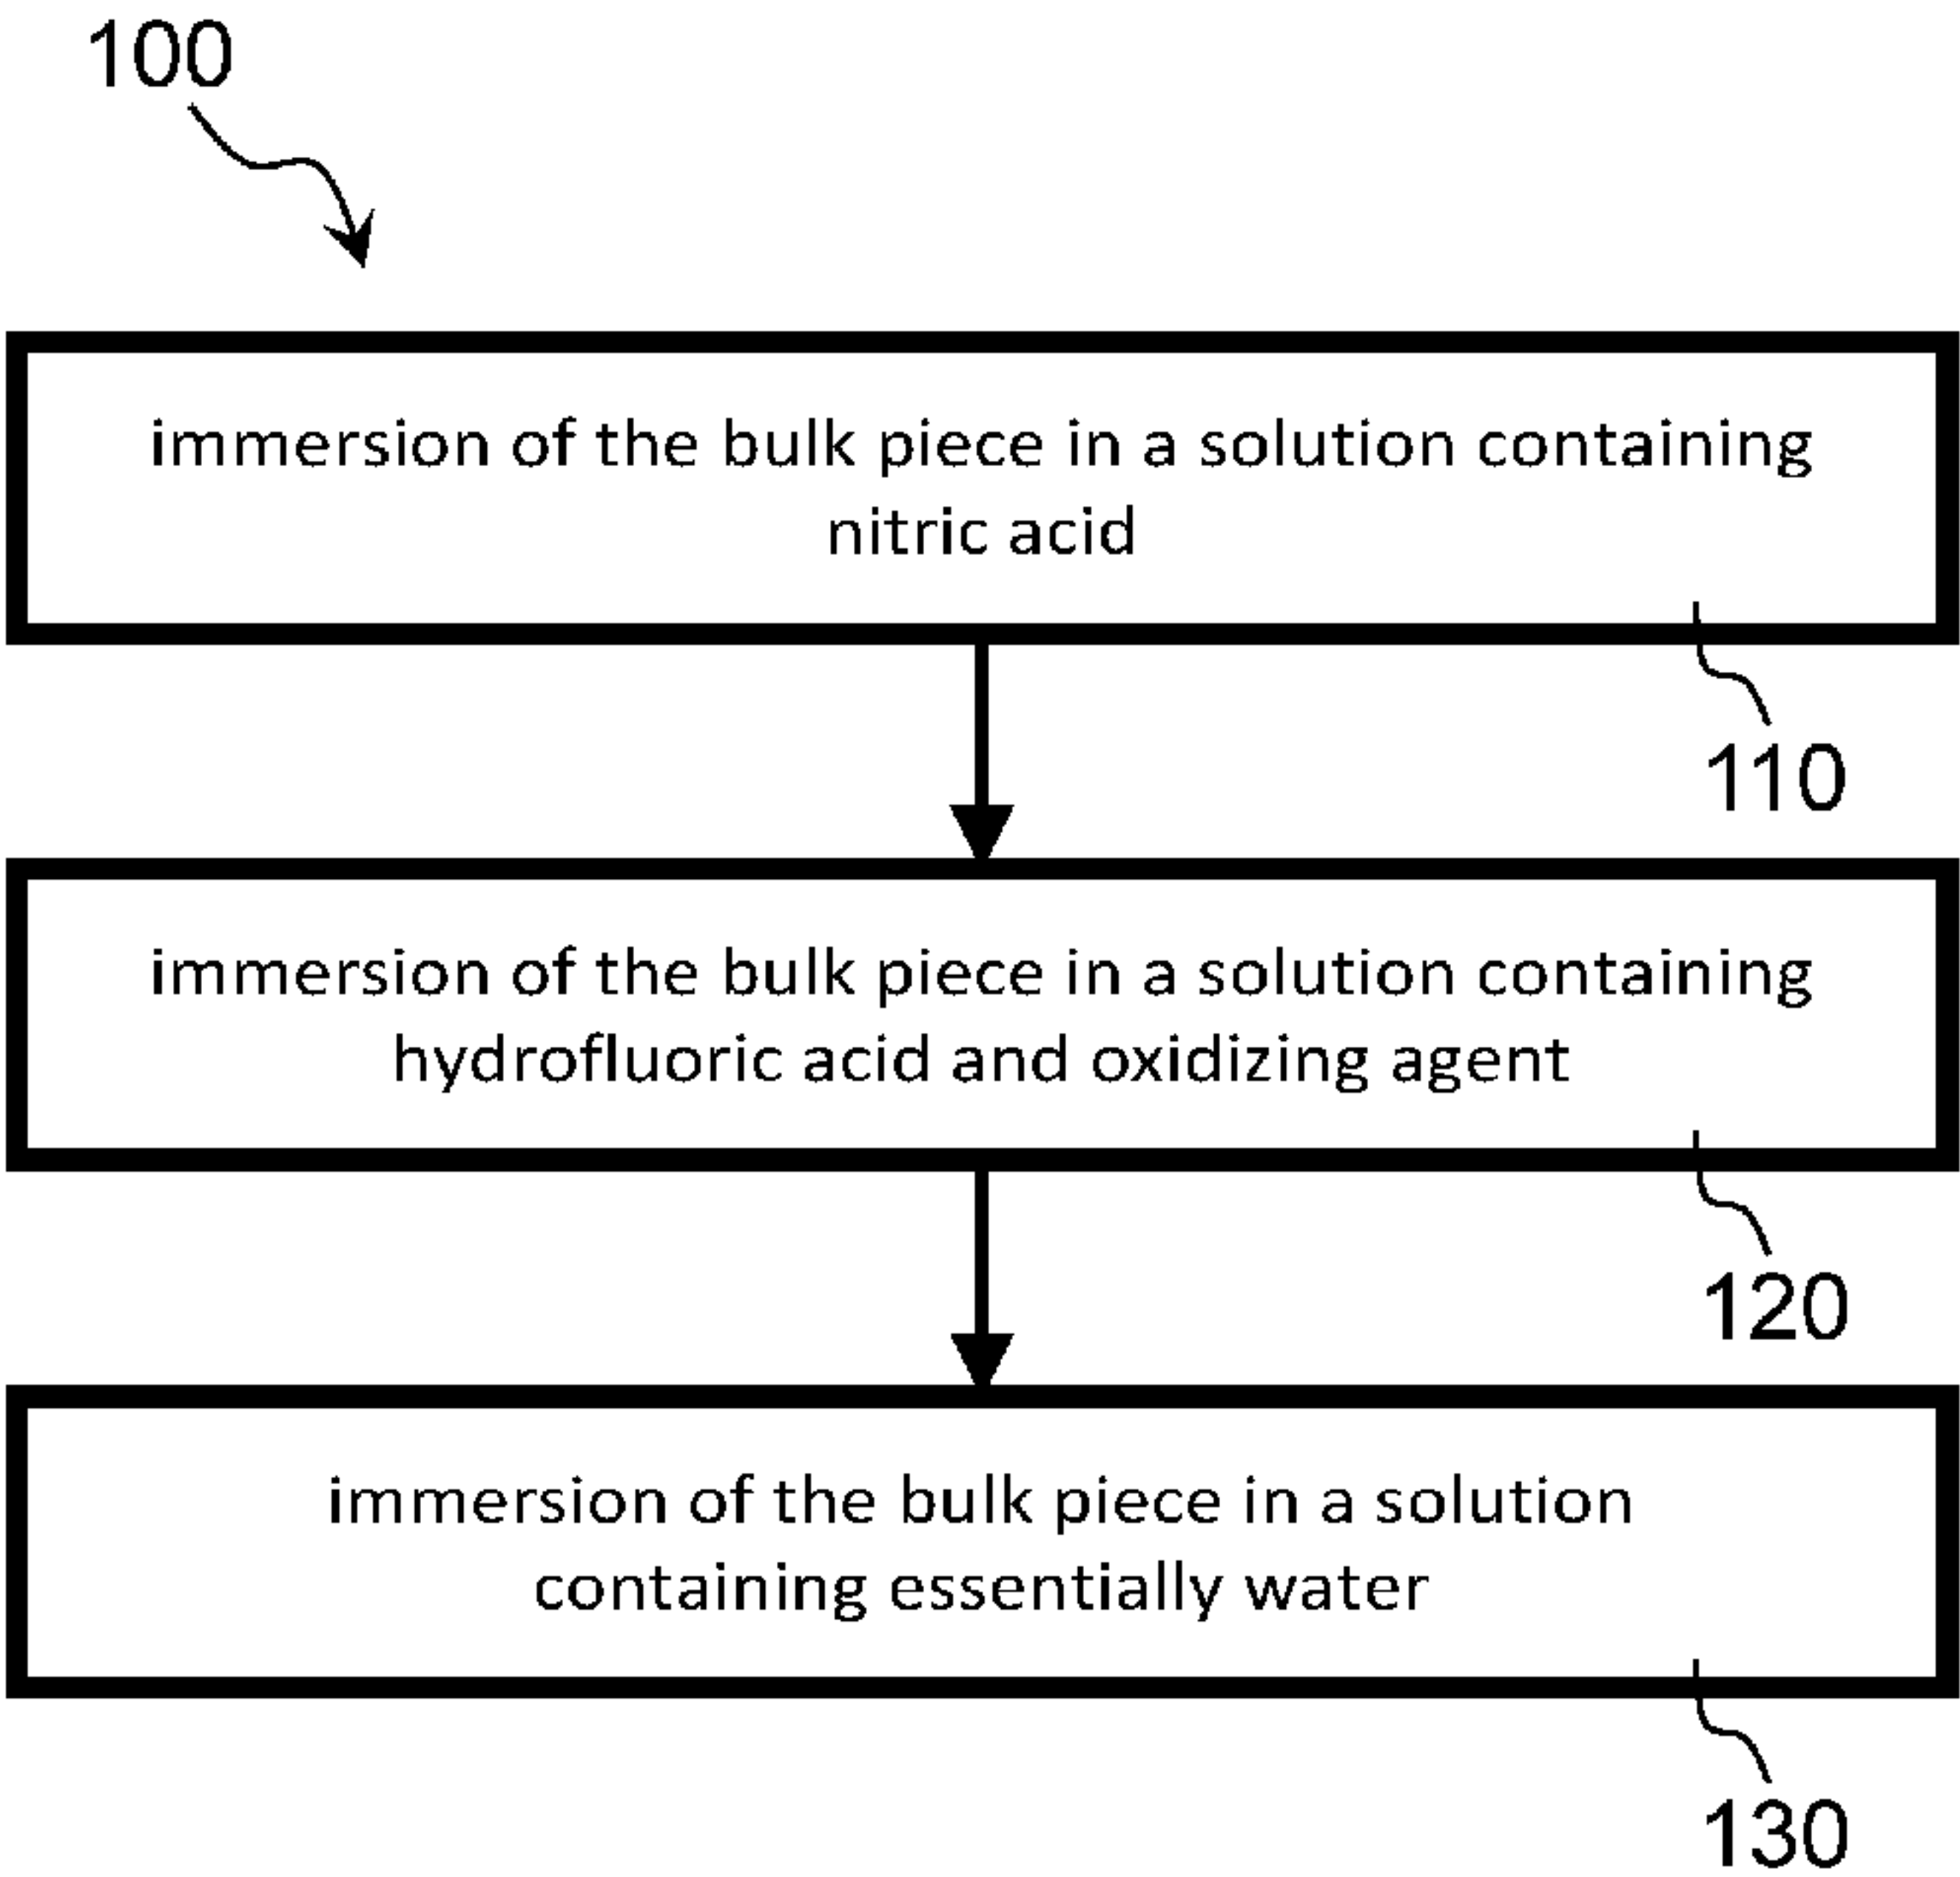 100
immersion of the bulk piece in a solution containing
nitric acid
110
immersion of the bulk piece in a solution containing
hydrofluoric acid and oxidizing agent
120
immersion of the bulk piece in a solution
containing essentially water
130